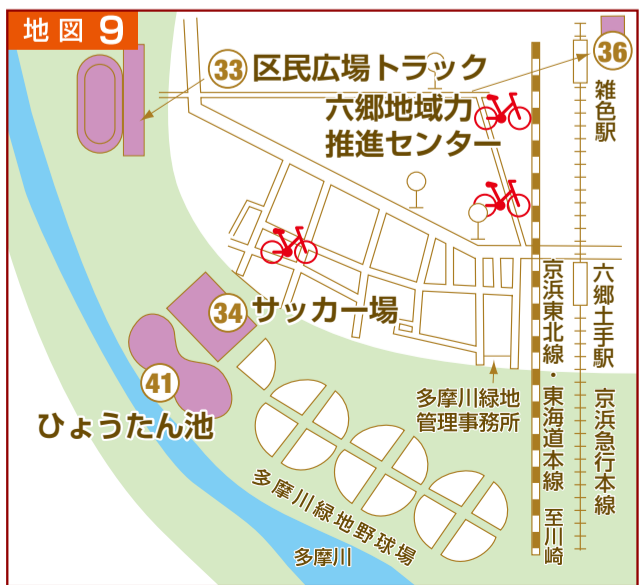 地図 9
33 区民広場トラック
36
六郷地域力
推進センター
雑色駅
34 サッカー場
41
ひょうたん池
多摩川緑地
管理事務所
京浜東北線・東海道本線 至川崎
六郷土手駅
京浜急行本線
多摩川緑地野球場
多摩川